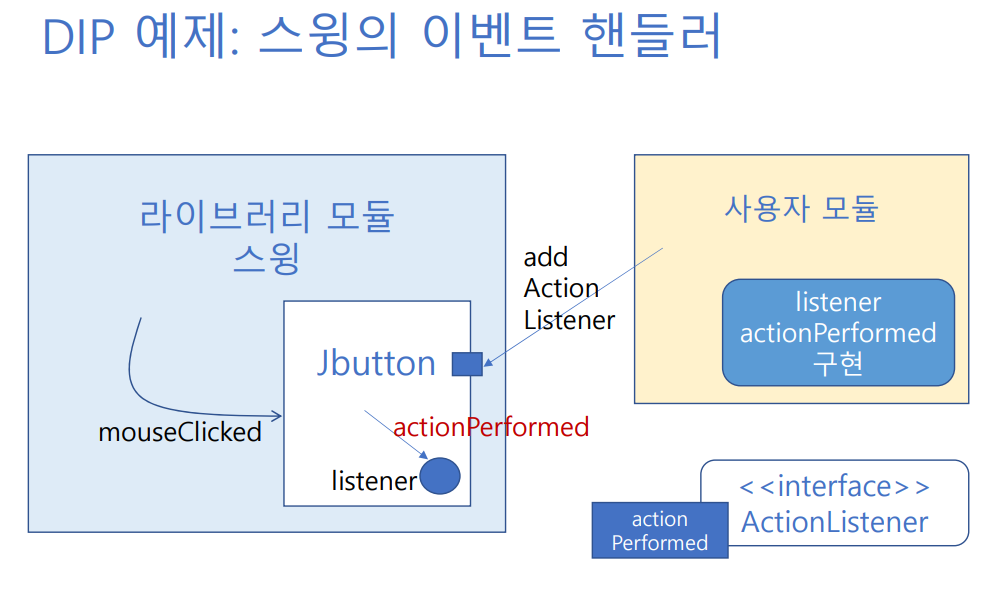 DIP 예제: 스윙의 이벤트 핸들러
라이브러리 모듈
스윙
사용자 모듈
add
Action
Listener
listener
actionPerformed
구현
Jbutton
mouseClicked
actionPerformed
listener
<<interface>>
ActionListener
action
Performed